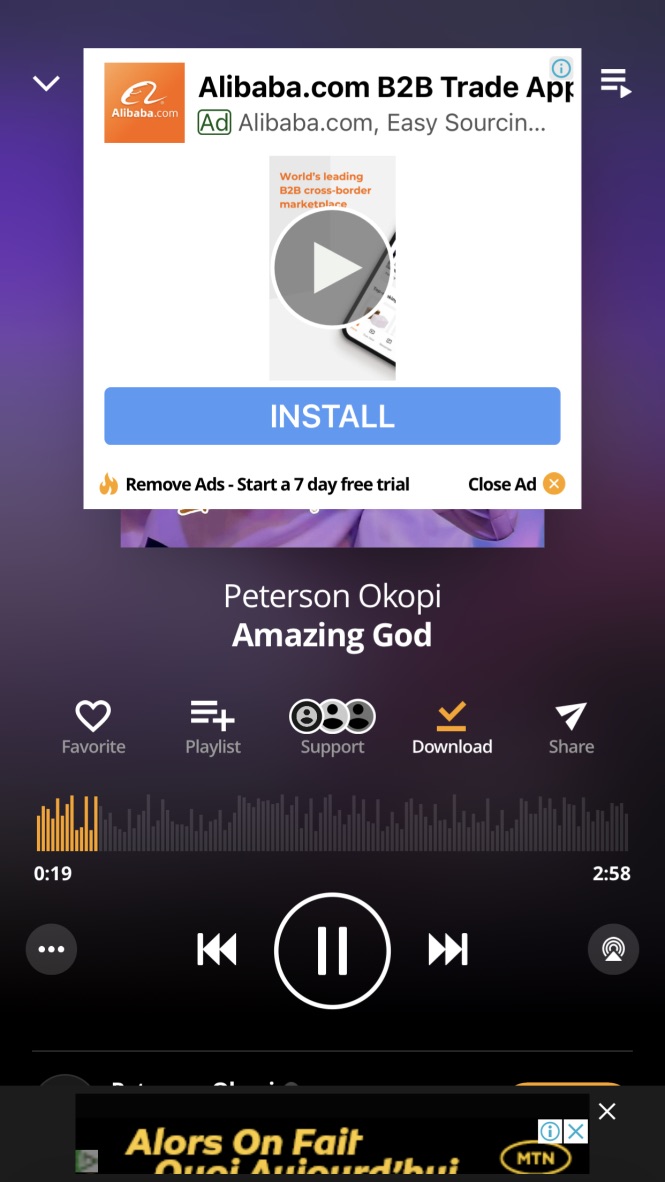 Alibaba.com B2B Trade App
Alibaba.com
Ad Alibaba.com, Easy Sourcin...
World's leading
B2B cross-border
marketplace
INSTALL
Remove Ads - Start a 7 day free trial
Close Ad
Peterson Okopi
Amazing God
Favorite
Playlist
Support
Download
Share
0:19
2:58
Peterson Okopi
Alors On Fait
Quoi Aujourd'hui
MTN